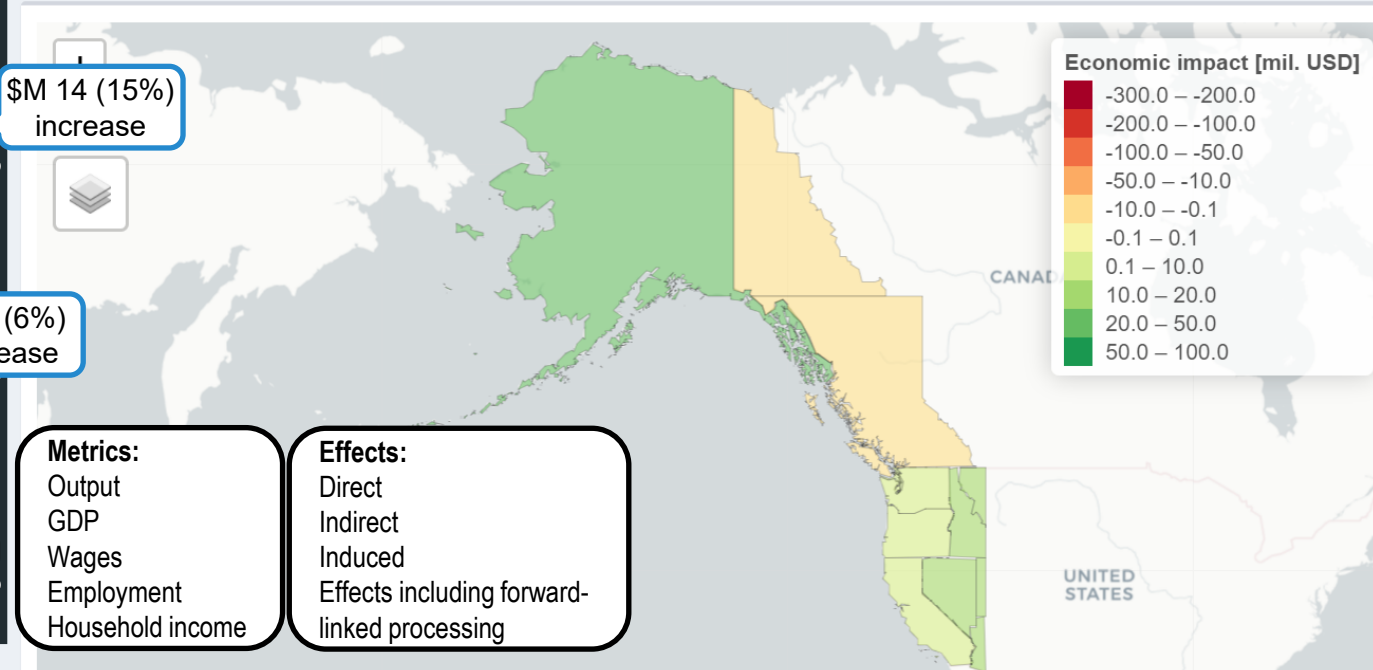 $M 14 (15%)
increase
(6%)
ease
Metrics:
Output
GDP
Wages
Employment
Household income
Effects:
Direct
Indirect
Induced
Effects including forward-
linked processing
CANAD
UNITED
STATES
Economic impact [mil. USD]
-300.0 – -200.0
-200.0 – -100.0
-100.0 – -50.0
-50.0 – -10.0
-10.0 – -0.1
-0.1 – 0.1
0.1 – 10.0
10.0 – 20.0
20.0 – 50.0
50.0 – 100.0